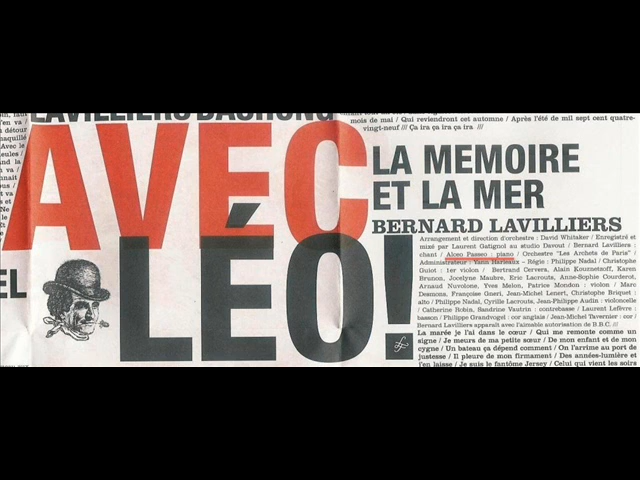 LAVILLIERS BASHUNG
AVEC
LÉO!
EL
mois de mai / Qui reviendront cet automne / Après l'été de mil sept cent quatre-
vingt-neuf /// Ça ira ça ira ça ira ///
LA MEMOIRE
ET LA MER
BERNARD LAVILLIERS
Arrangement et direction d'orchestre : David Whitaker / Enregistré et
mixé par Laurent Gatignol au studio Davout / Bernard Lavilliers :
chant / Alceo Passeo : piano / Orchestre "Les Archets de Paris" /
Administrateur : Yann Harleaux – Régie : Philippe Nadal / Christophe
Guiot : 1er violon / Bertrand Cervera, Alain Kouznetzoff, Karen
Brunon, Jocelyne Maubre, Eric Lacrouts, Anne-Sophie Courderot,
Arnaud Nuvolone, Yves Melon, Patrice Mondon : violon / Marc
Desmons, Françoise Gneri, Jean-Michel Lenert, Christophe Briquet :
alto / Philippe Nadal, Cyrille Lacrouts, Jean-Philippe Audin : violoncelle
/ Catherine Robin, Sandrine Vautrin : contrebasse / Laurent Lefevre :
basson / Philippe Grandvogel : cor anglais / Jean-Michel Tavernier : cor /
Bernard Lavilliers apparaît avec l'aimable autorisation de B.B.C. ///
La marée je l'ai dans le cœur / Qui me remonte comme un
signe / Je meurs de ma petite sœur / De mon enfant et de mon
cygne / Un bateau ça dépend comment / On l'arrime au port de
justesse / Il pleure de mon firmament / Des années-lumière et
j'en laisse / Je suis le fantôme Jersey / Celui qui vient les soirs